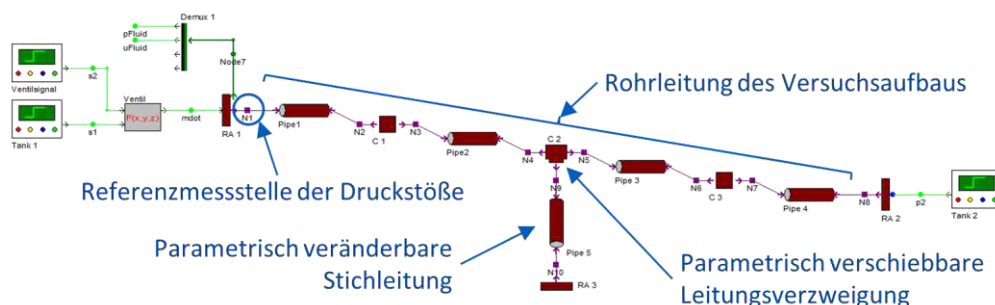 Demux 1
pFluid
uFluid
Node7
Ventilsignal
s2
Ventil
F(x,y,z)
mdot
Tank 1
s1
RA 1
N1
Pipe1
N2
C 1
N3
Pipe2
N4
C 2
N5
Pipe 3
N6
C 3
N7
Pipe 4
N8
RA 2
p2
Tank 2
N9
Pipe 5
N10
RA 3
Rohrleitung des Versuchsaufbaus
Referenzmessstelle der Druckstöße
Parametrisch veränderbare
Stichleitung
Parametrisch verschiebbare
Leitungsverzweigung